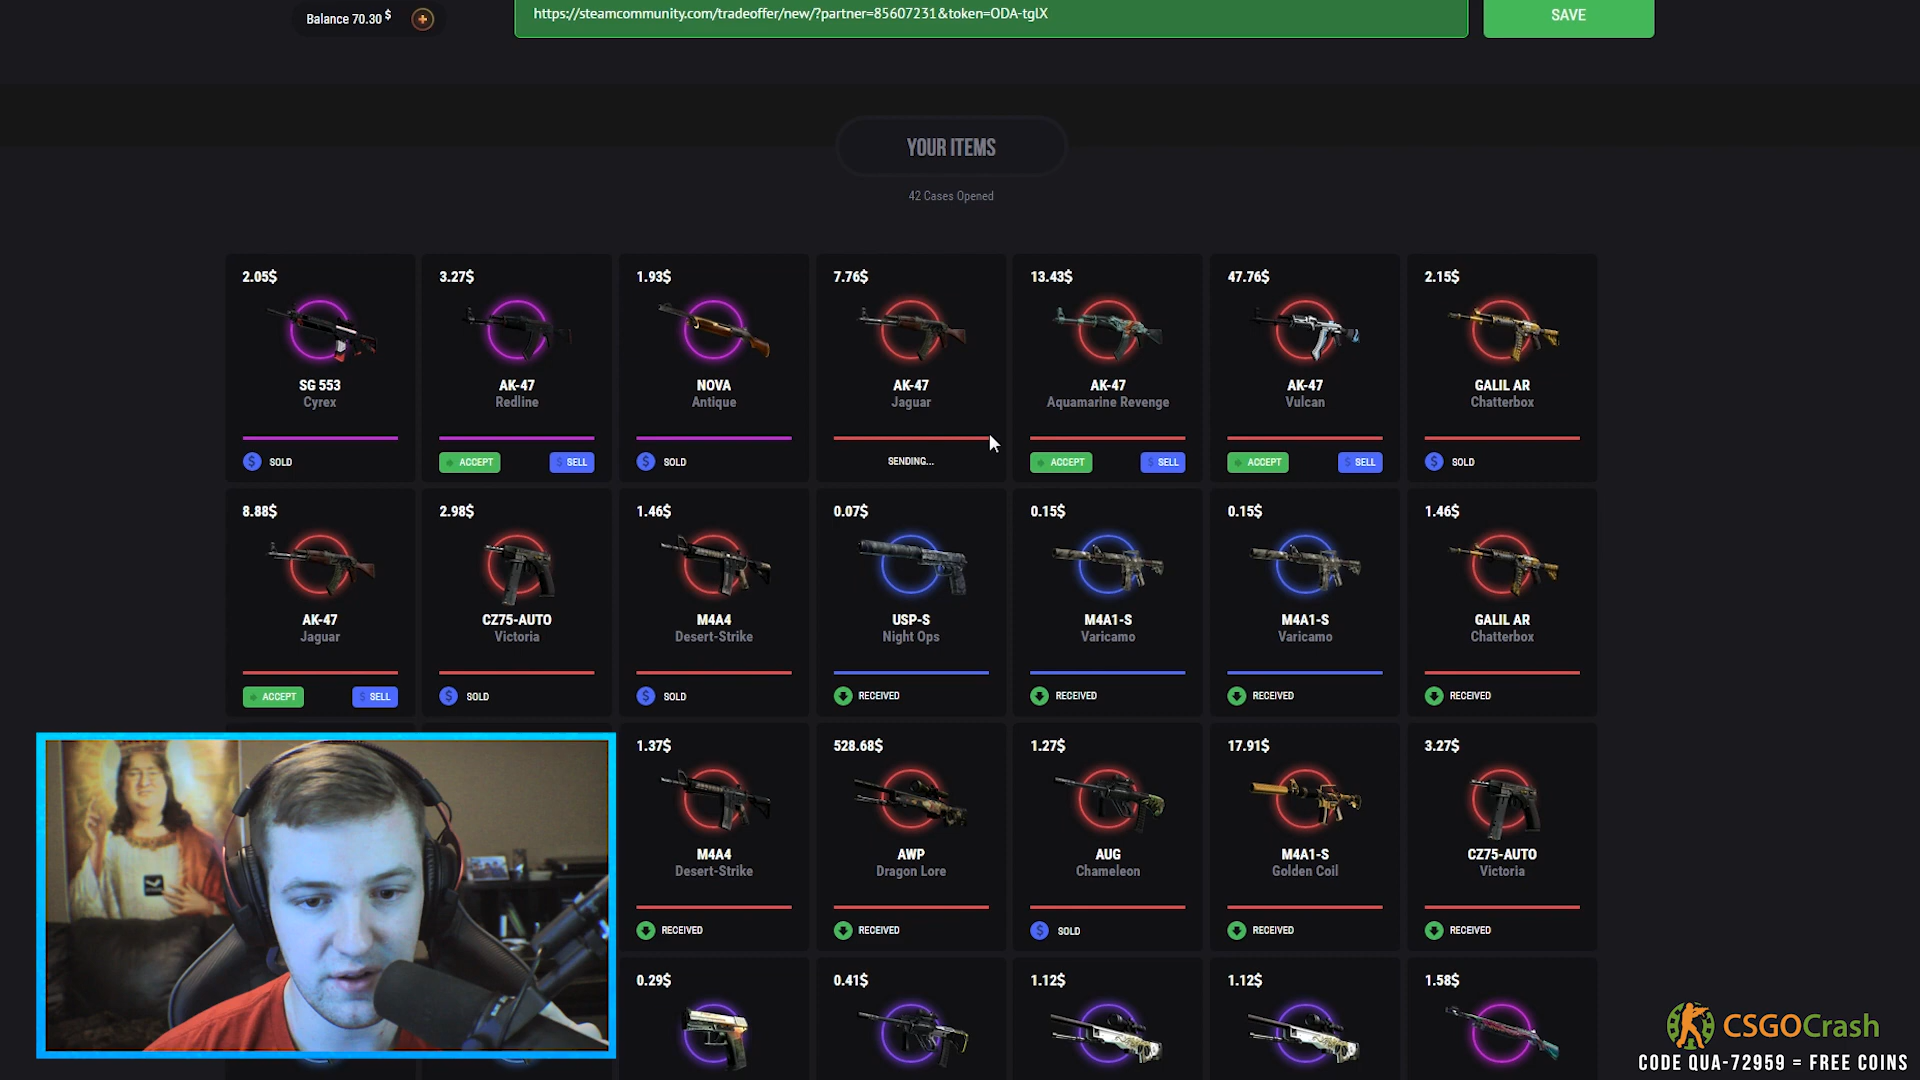 Balance 70.30 $
https://steamcommunity.com/tradeoffer/new/?partner=85607231&token=ODA-tglX
SAVE
YOUR ITEMS
42 Cases Opened
2.05$ 3.27$ 1.93$ 7.76$ 13.43$ 47.76$ 2.15$
SG 553 AK-47 NOVA AK-47 AK-47 AK-47 GALIL AR
Cyrex Redline Antique Jaguar Aquamarine Revenge Vulcan Chatterbox
$ SOLD ACCEPT $ SELL $ SOLD SENDING... ACCEPT $ SELL ACCEPT $ SELL $ SOLD
8.88$ 2.98$ 1.46$ 0.07$ 0.15$ 0.15$ 1.46$
AK-47 CZ75-AUTO M4A4 USP-S M4A1-S M4A1-S GALIL AR
Jaguar Victoria Desert-Strike Night Ops Varicamo Varicamo Chatterbox
ACCEPT $ SELL $ SOLD $ SOLD RECEIVED RECEIVED RECEIVED RECEIVED
1.37$ 528.68$ 1.27$ 17.91$ 3.27$
M4A4 AWP AUG M4A1-S CZ75-AUTO
Desert-Strike Dragon Lore Chameleon Golden Coil Victoria
RECEIVED RECEIVED $ SOLD RECEIVED RECEIVED
0.29$ 0.41$ 1.12$ 1.12$ 1.58$
CSGOCrash
CODE QUA-72959 = FREE COINS